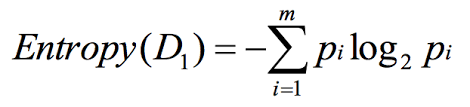 Entropy(D₁) = −∑ᵢ₌₁ᵐ pᵢ log₂ pᵢ